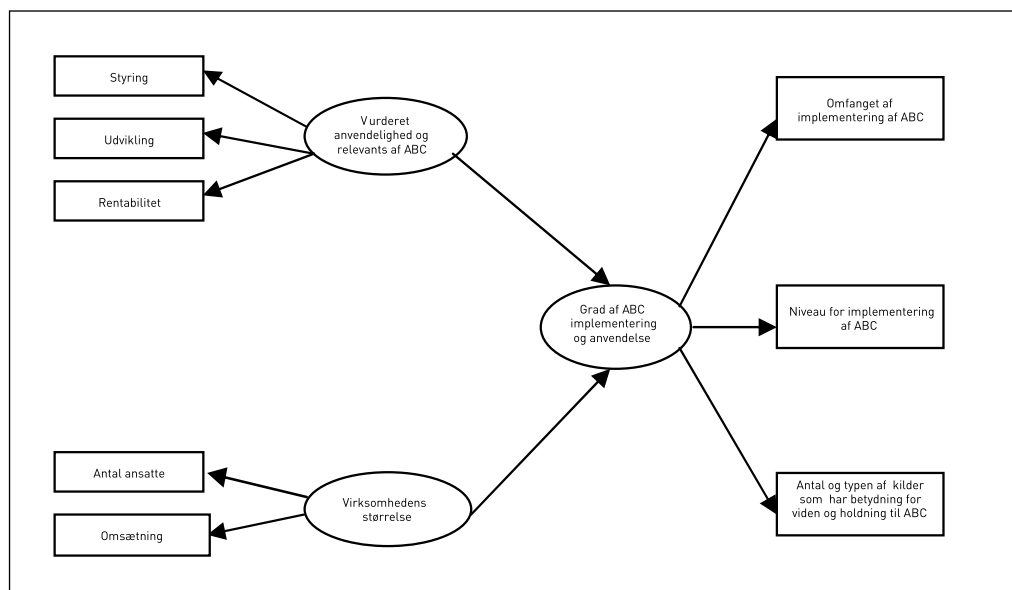 Styring
Udvikling
Rentabilitet
Vurderet
anvendelighed og
relevants af ABC
Omfanget af
implementering af ABC
Grad af ABC
implementering
og anvendelse
Niveau for implementering
af ABC
Antal ansatte
Omsætning
Virksomhedens
størrelse
Antal og typen af kilder
som har betydning for
viden og holdning til ABC